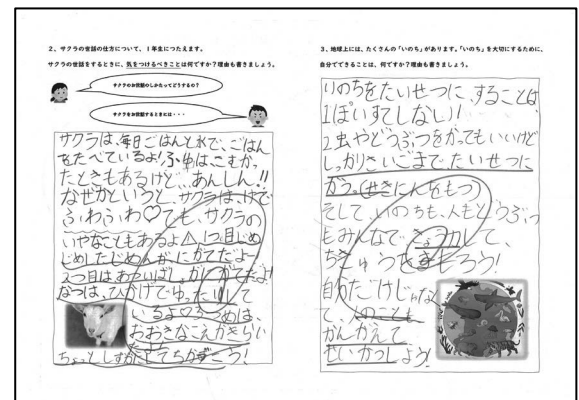 2、サクラの世話の仕方について、1年生につたえます。
サクラの世話をするときに、気をつけるべきことは何ですか？理由も書きましょう。
サクラのお世話のしかたってどうするの？
サクラをお世話するときには・・・
サクラは、毎日ごはんと水で、ごはん
をたべているよ！ふゆは、さむかっ
たときもあるけど、あんしん!!
なぜかというと、サクラは、けで
ふわふわ♡でも、サクラの
いやなこともあるよ△1つ目じめ
じめしたじめんがにがてだよー
2つ目は
なつは、ひかげでゆったりして
いるよ♡3つめは、
おおきなこえがきらい
ちょっとしずかに
3、地球上には、たくさんの「いのち」があります。「いのち」を大切にするために、
自分でできることは、何ですか？理由も書きましょう。
いのちをたいせつに、することは
1ぽいすてしない！
2虫やどうぶつをかってもいいけど
しっかりさいごまでたいせつに
かう。(せきにんをもつ)
そして、いのちも、人もどうぶつ
もみんなで、きょう力して、
ちきゅうを まもろう！
自分だけじゃなく
て、
かんがえて
せいかつしよう！